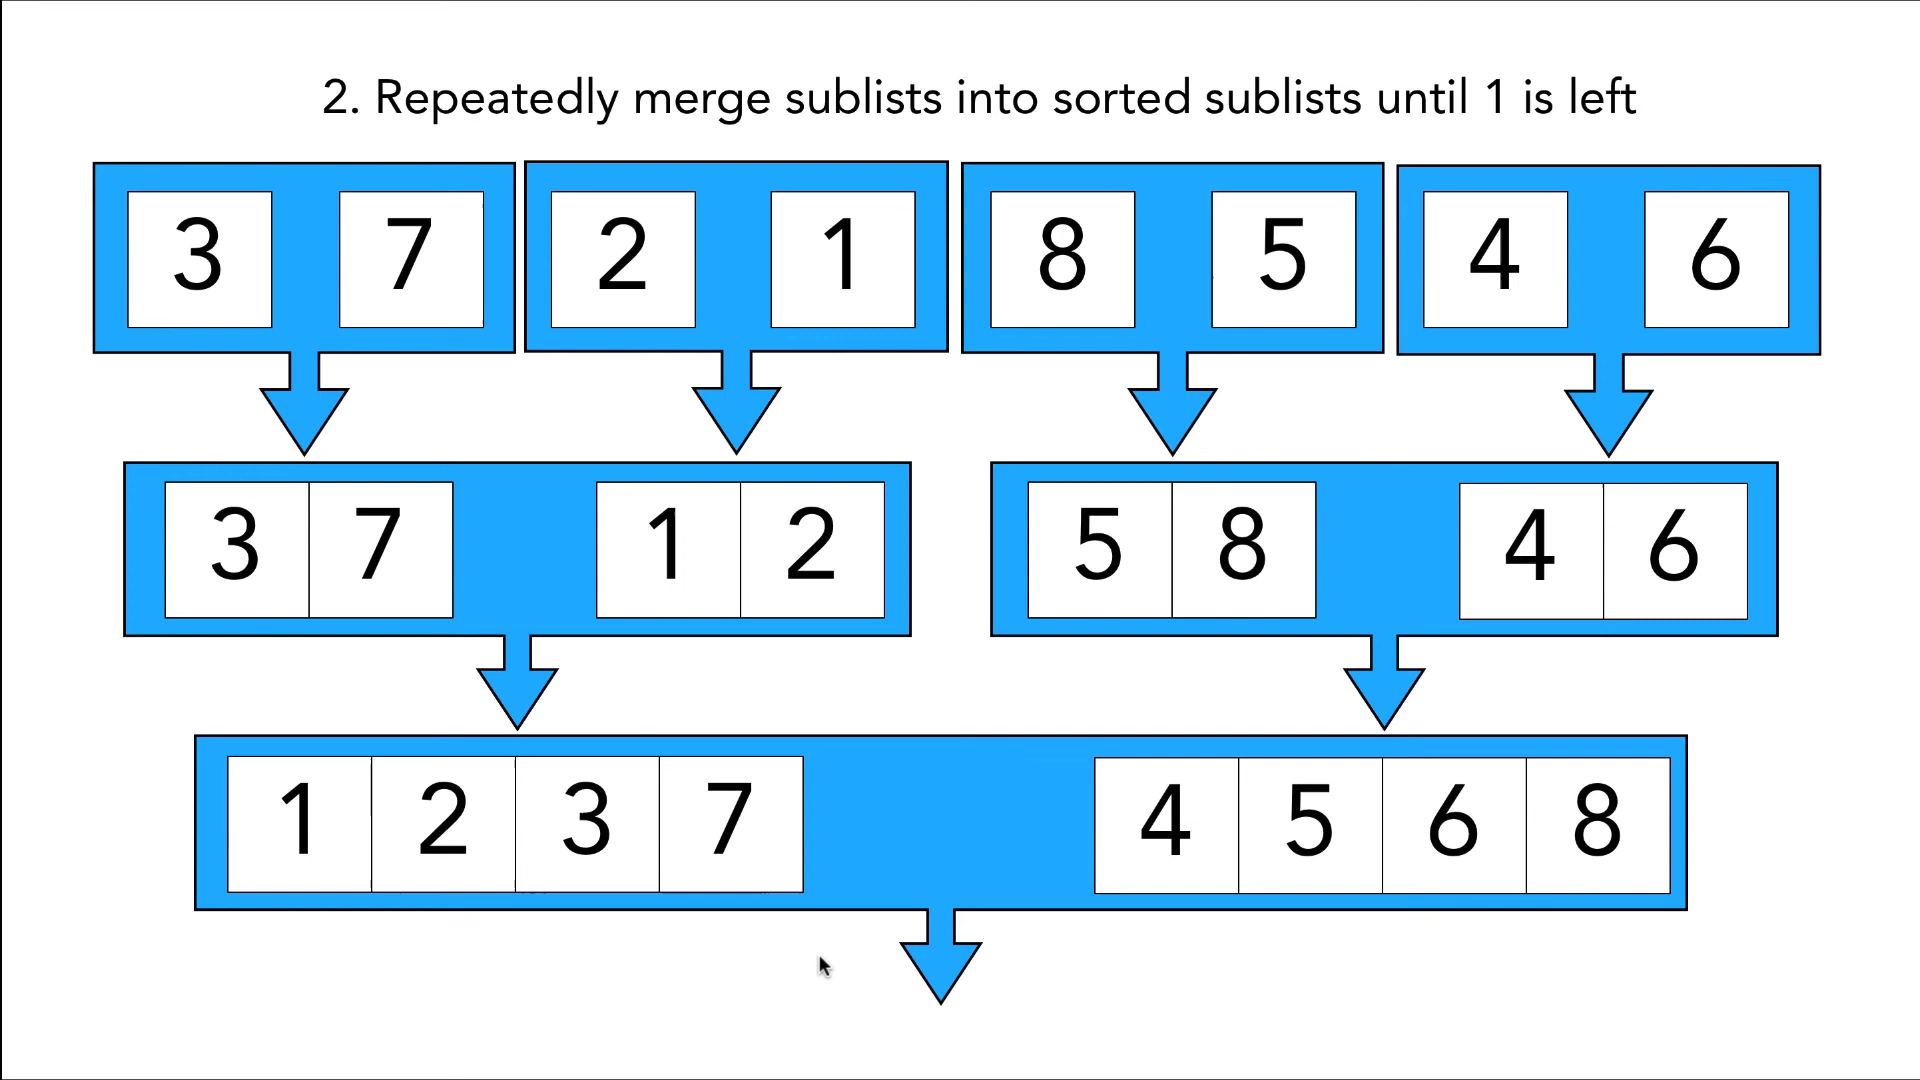 2. Repeatedly merge sublists into sorted sublists until 1 is left
3 7 2 1 8 5 4 6
3 7 1 2 5 8 4 6
1 2 3 7 4 5 6 8